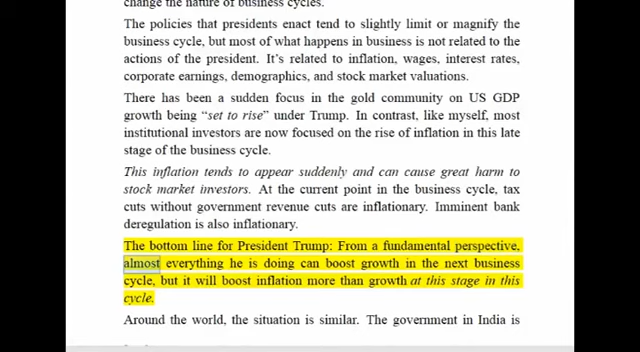 change the nature of business cycles.
The policies that presidents enact tend to slightly limit or magnify the
business cycle, but most of what happens in business is not related to the
actions of the president. It’s related to inflation, wages, interest rates,
corporate earnings, demographics, and stock market valuations.
There has been a sudden focus in the gold community on US GDP
growth being “set to rise” under Trump. In contrast, like myself, most
institutional investors are now focused on the rise of inflation in this late
stage of the business cycle.
This inflation tends to appear suddenly and can cause great harm to
stock market investors. At the current point in the business cycle, tax
cuts without government revenue cuts are inflationary. Imminent bank
deregulation is also inflationary.
The bottom line for President Trump: From a fundamental perspective,
almost everything he is doing can boost growth in the next business
cycle, but it will boost inflation more than growth at this stage in this
cycle.
Around the world, the situation is similar. The government in India is